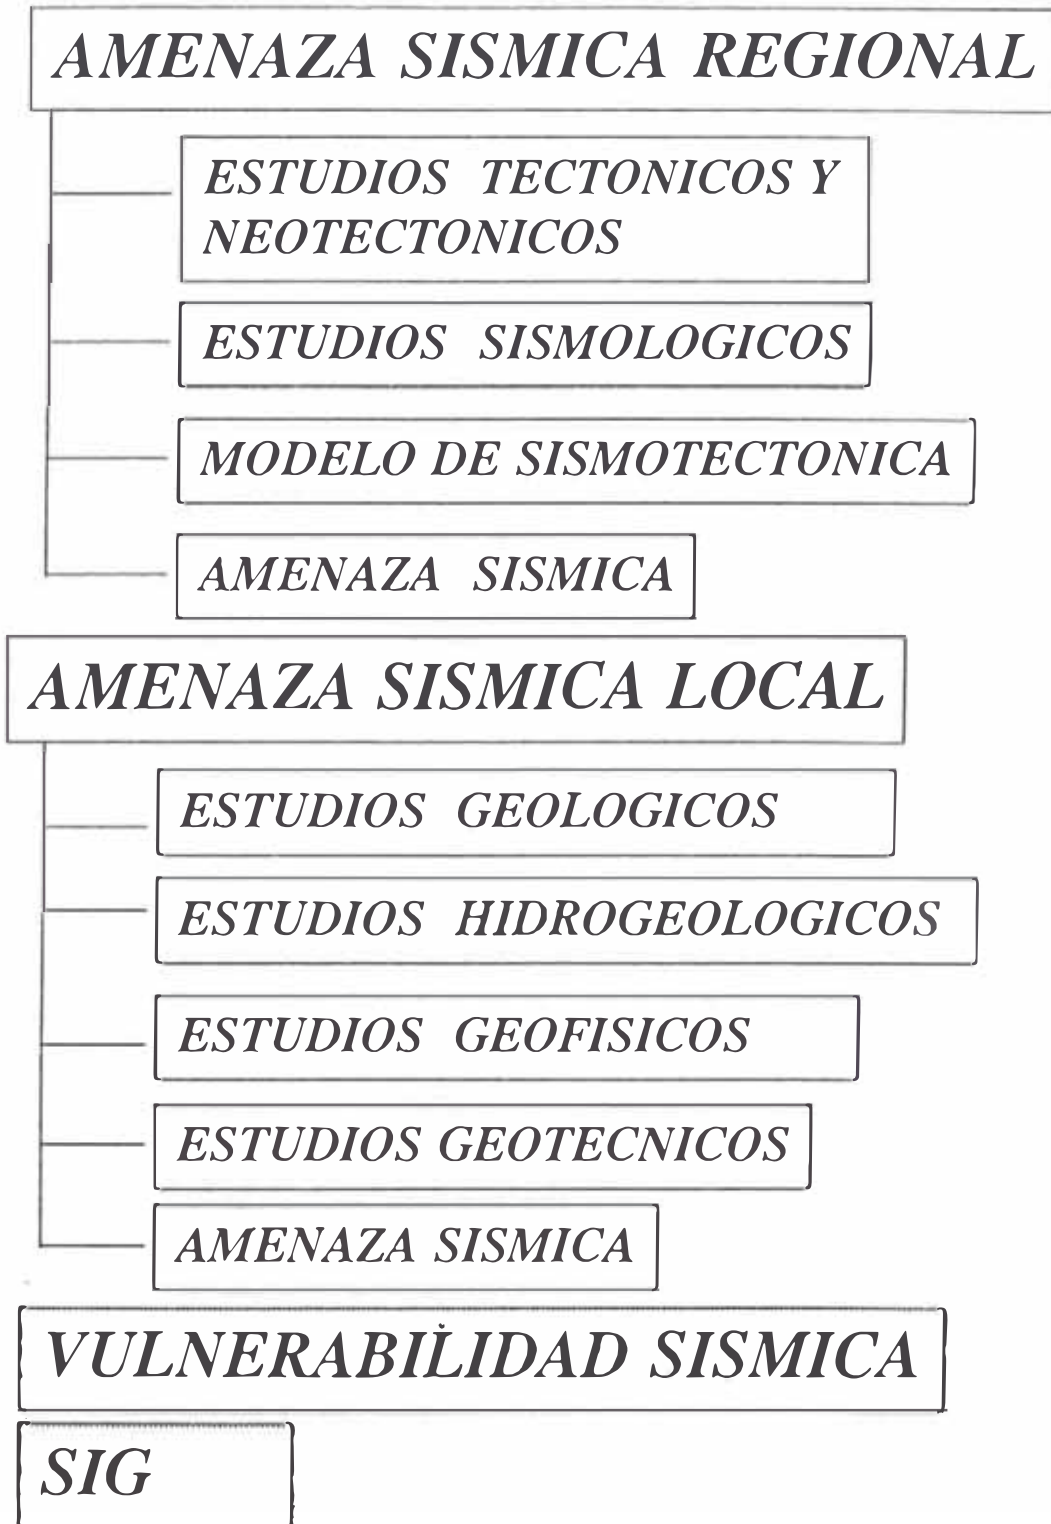 AMENAZA SISMICA REGIONAL
ESTUDIOS TECTONICOS Y
NEOTECTONICOS
ESTUDIOS SISMOLOGICOS
MODELO DE SISMOTECTONICA
AMENAZA SISMICA
AMENAZA SISMICA LOCAL
ESTUDIOS GEOLOGICOS
ESTUDIOS HIDROGEOLOGICOS
ESTUDIOS GEOFISICOS
ESTUDIOS GEOTECNICOS
AMENAZA SISMICA
VULNERABILIDAD SISMICA
SIG